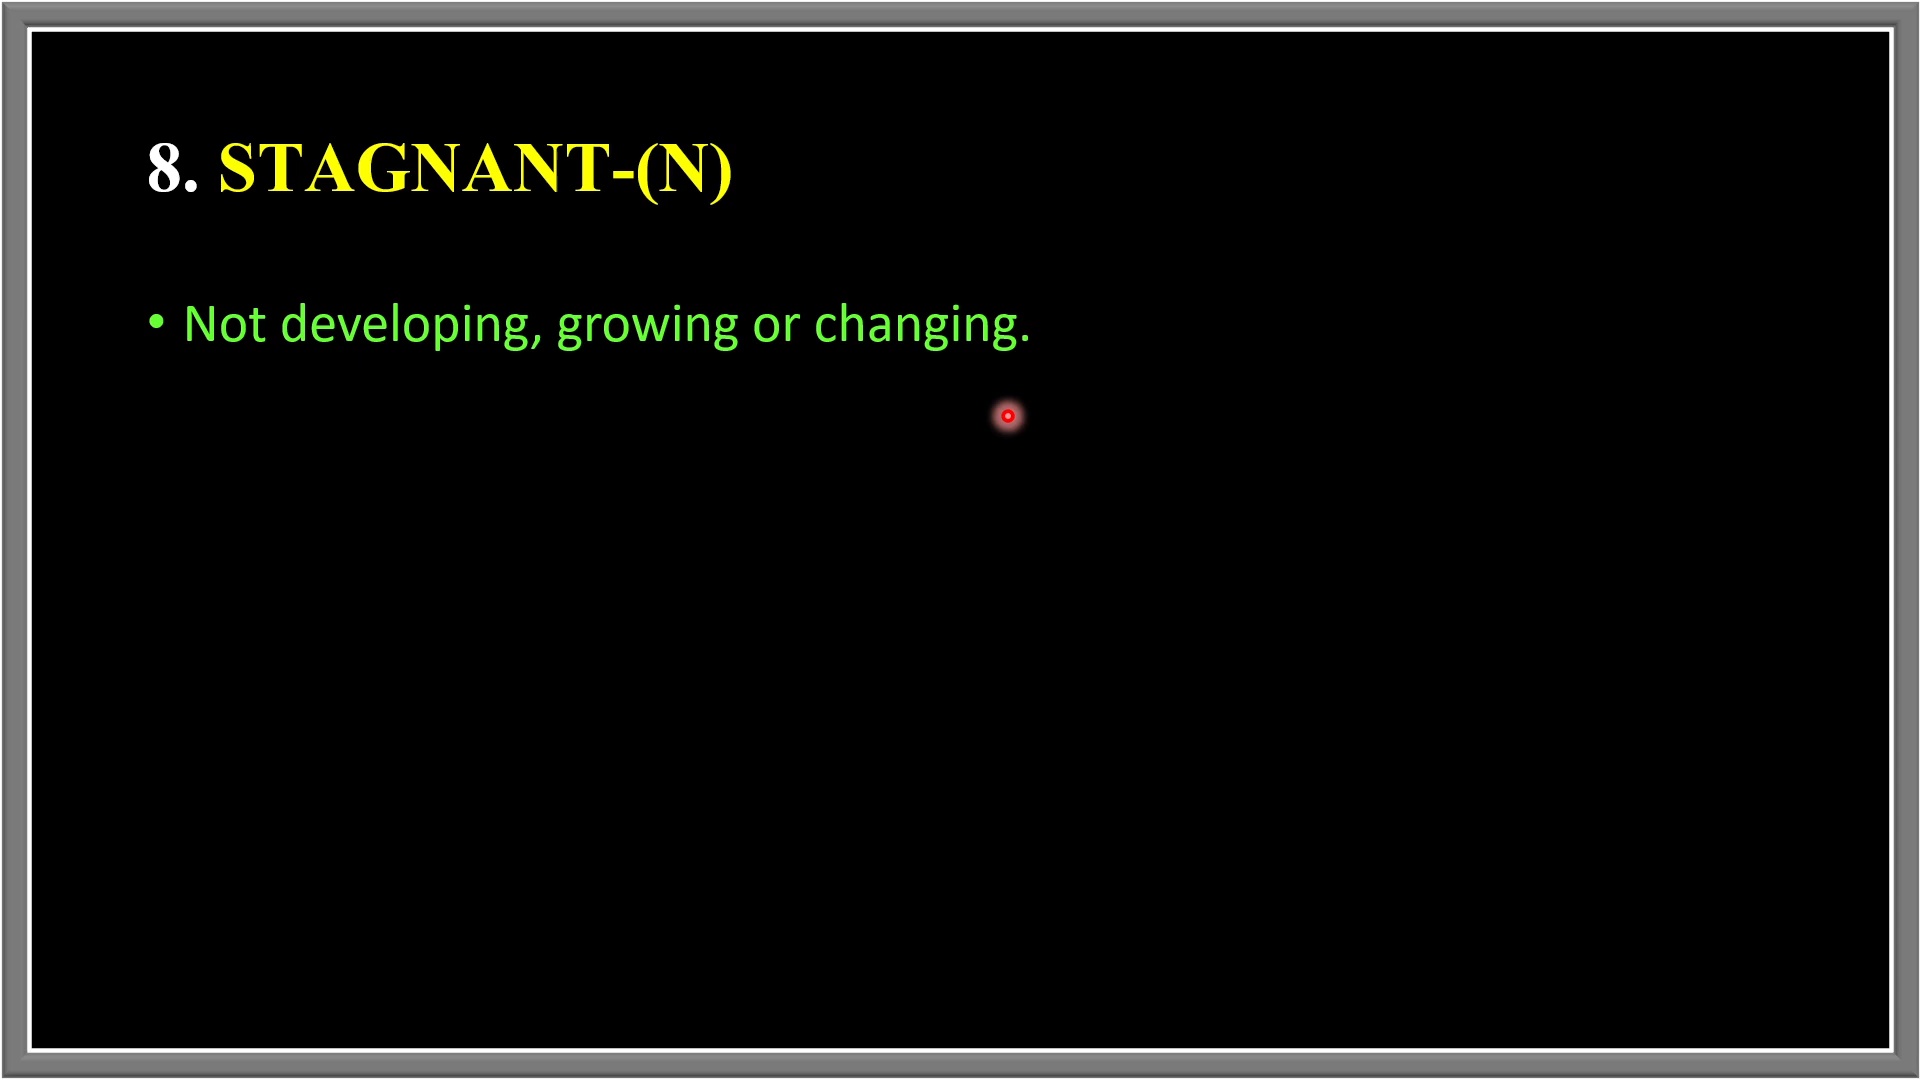 8. STAGNANT-(N)
• Not developing, growing or changing.